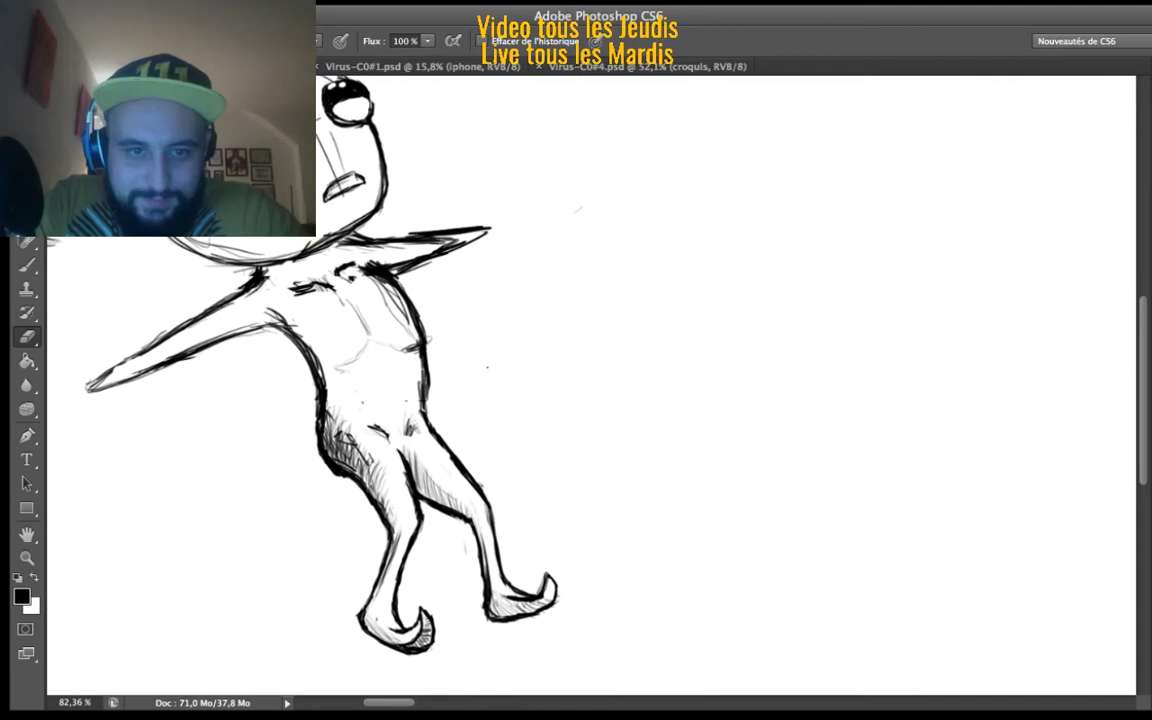 Adobe Photoshop CS6
Video tous les Jeudis
Live tous les Mardis
Flux : 100 %
Effacer de l'historique
Nouveautés de CS6
Virus-C0#1.psd @ 15,8% (iphone, RVB/8)
Virus-C0#4.psd @ 52,1% (croquis, RVB/8)
T
82,36 %
Doc : 71,0 Mo/37,8 Mo